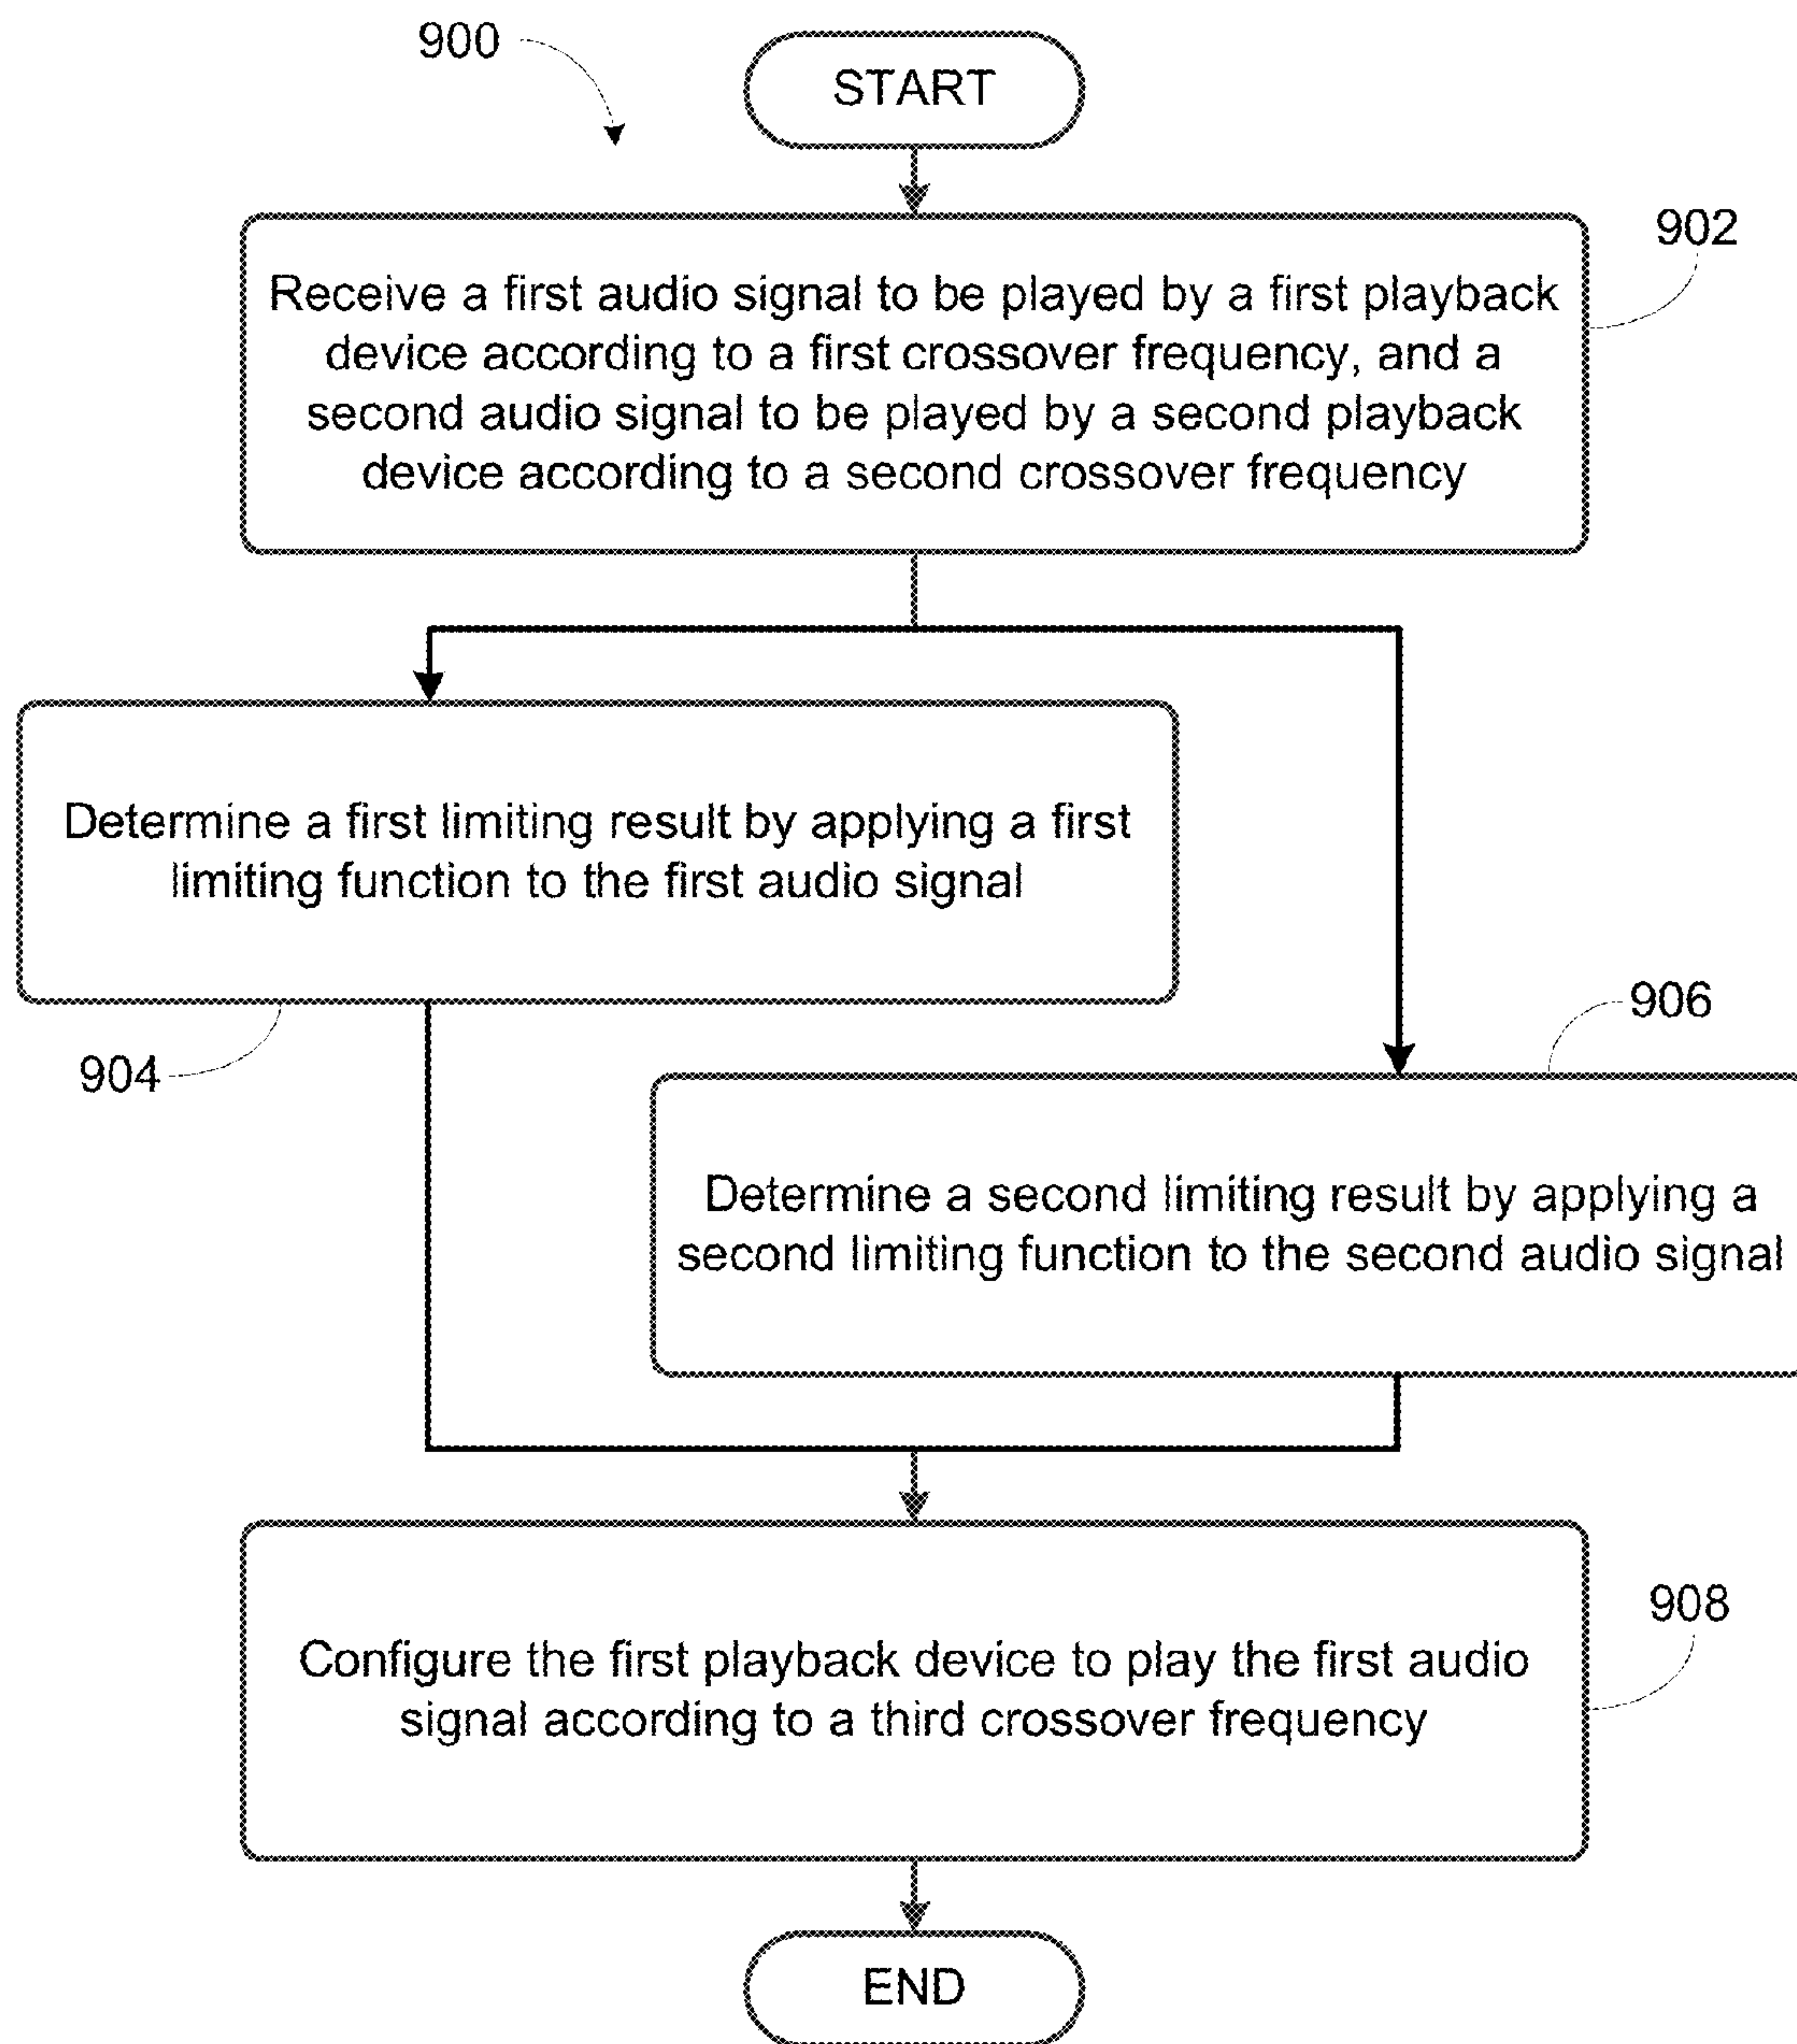 900
START
902
Receive a first audio signal to be played by a first playback
device according to a first crossover frequency, and a
second audio signal to be played by a second playback
device according to a second crossover frequency
Determine a first limiting result by applying a first
limiting function to the first audio signal
904
906
Determine a second limiting result by applying a
second limiting function to the second audio signal
908
Configure the first playback device to play the first audio
signal according to a third crossover frequency
END